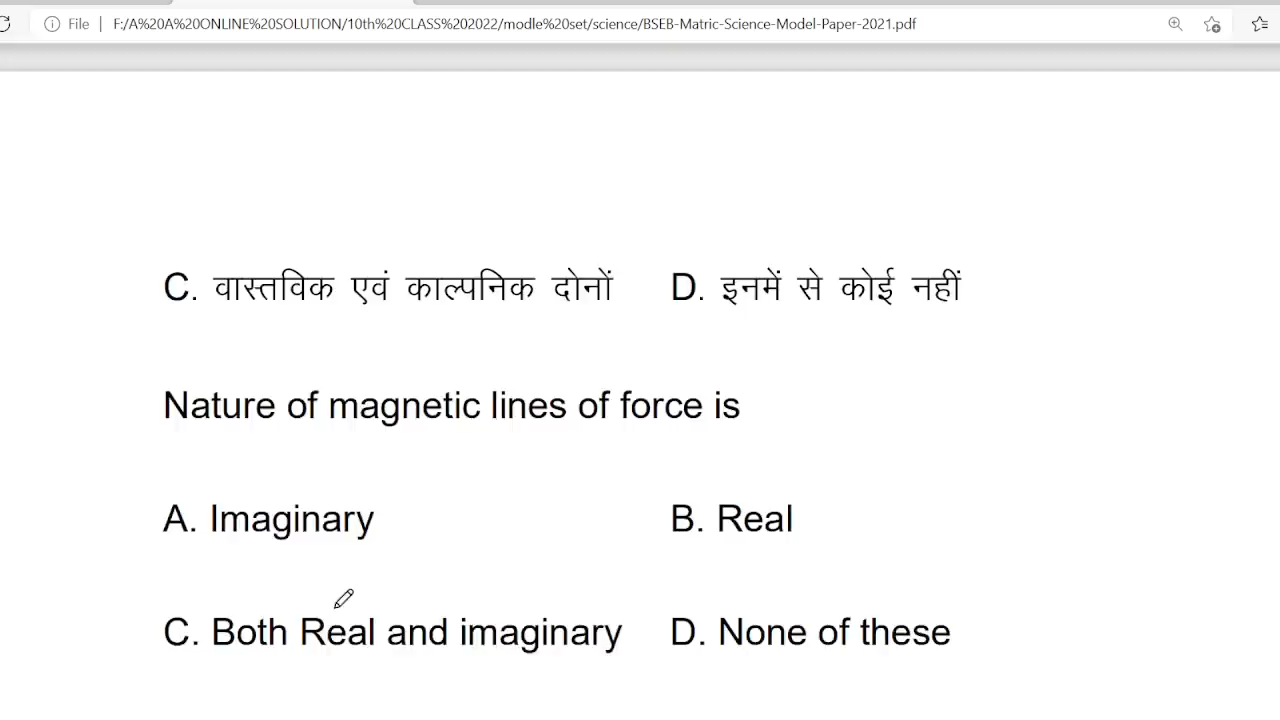 File | F:/A%20A%20ONLINE%20SOLUTION/10th%20CLASS%202022/modle%20set/science/BSEB-Matric-Science-Model-Paper-2021.pdf
C. वास्तविक एवं काल्पनिक दोनों D. इनमें से कोई नहीं
Nature of magnetic lines of force is
A. Imaginary B. Real
C. Both Real and imaginary D. None of these